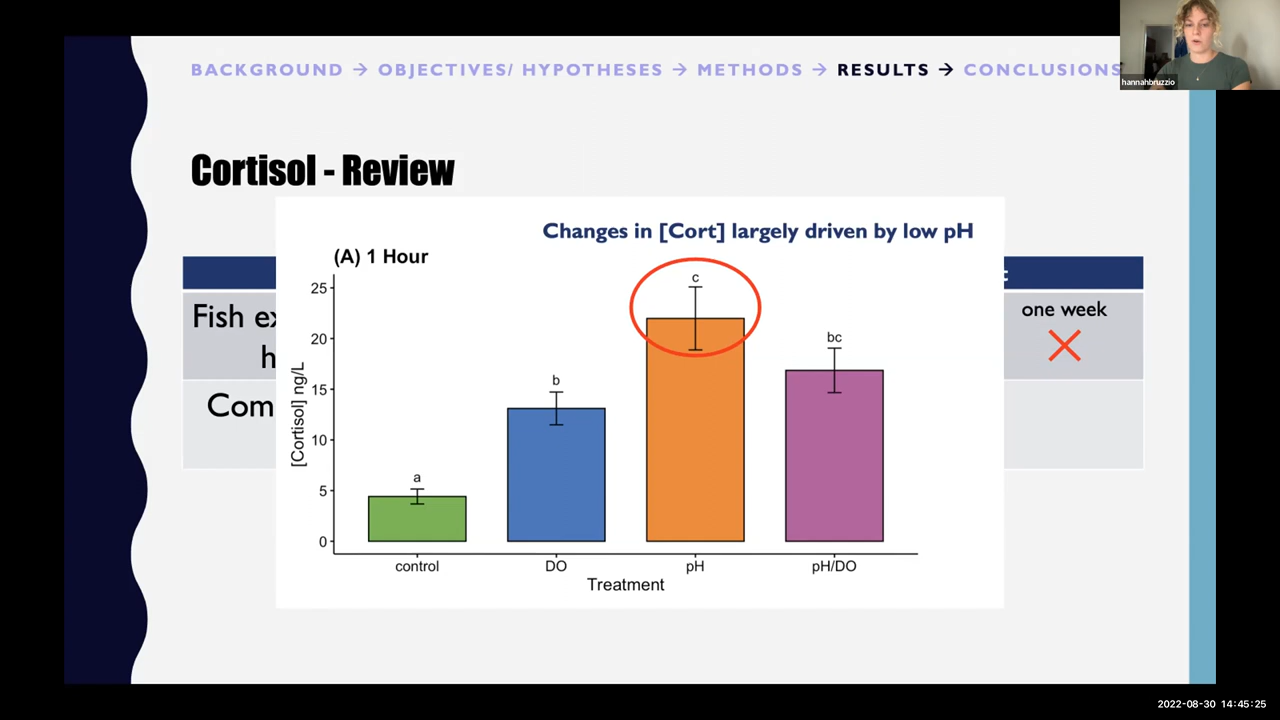 BACKGROUND → OBJECTIVES/ HYPOTHESES → METHODS → RESULTS → CONCLUSIONS
hannahbruzzio
Cortisol - Review
Changes in [Cort] largely driven by low pH
(A) 1 Hour
Fish ex
h
Com
one week
[Cortisol] ng/L
25
20
15
10
5
0
a
b
c
bc
control
DO
pH
pH/DO
Treatment
2022-08-30 14:45:25